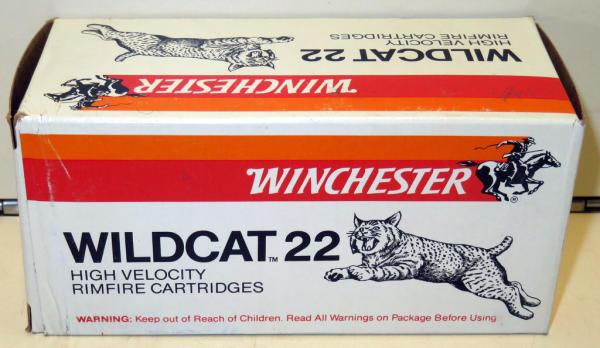 WILDCAT 22
HIGH VELOCITY
RIMFIRE CARTRIDGES
WINCHESTER
WINCHESTER
®
WILDCAT™ 22
HIGH VELOCITY
RIMFIRE CARTRIDGES
WARNING: Keep out of Reach of Children. Read All Warnings on Package Before Using